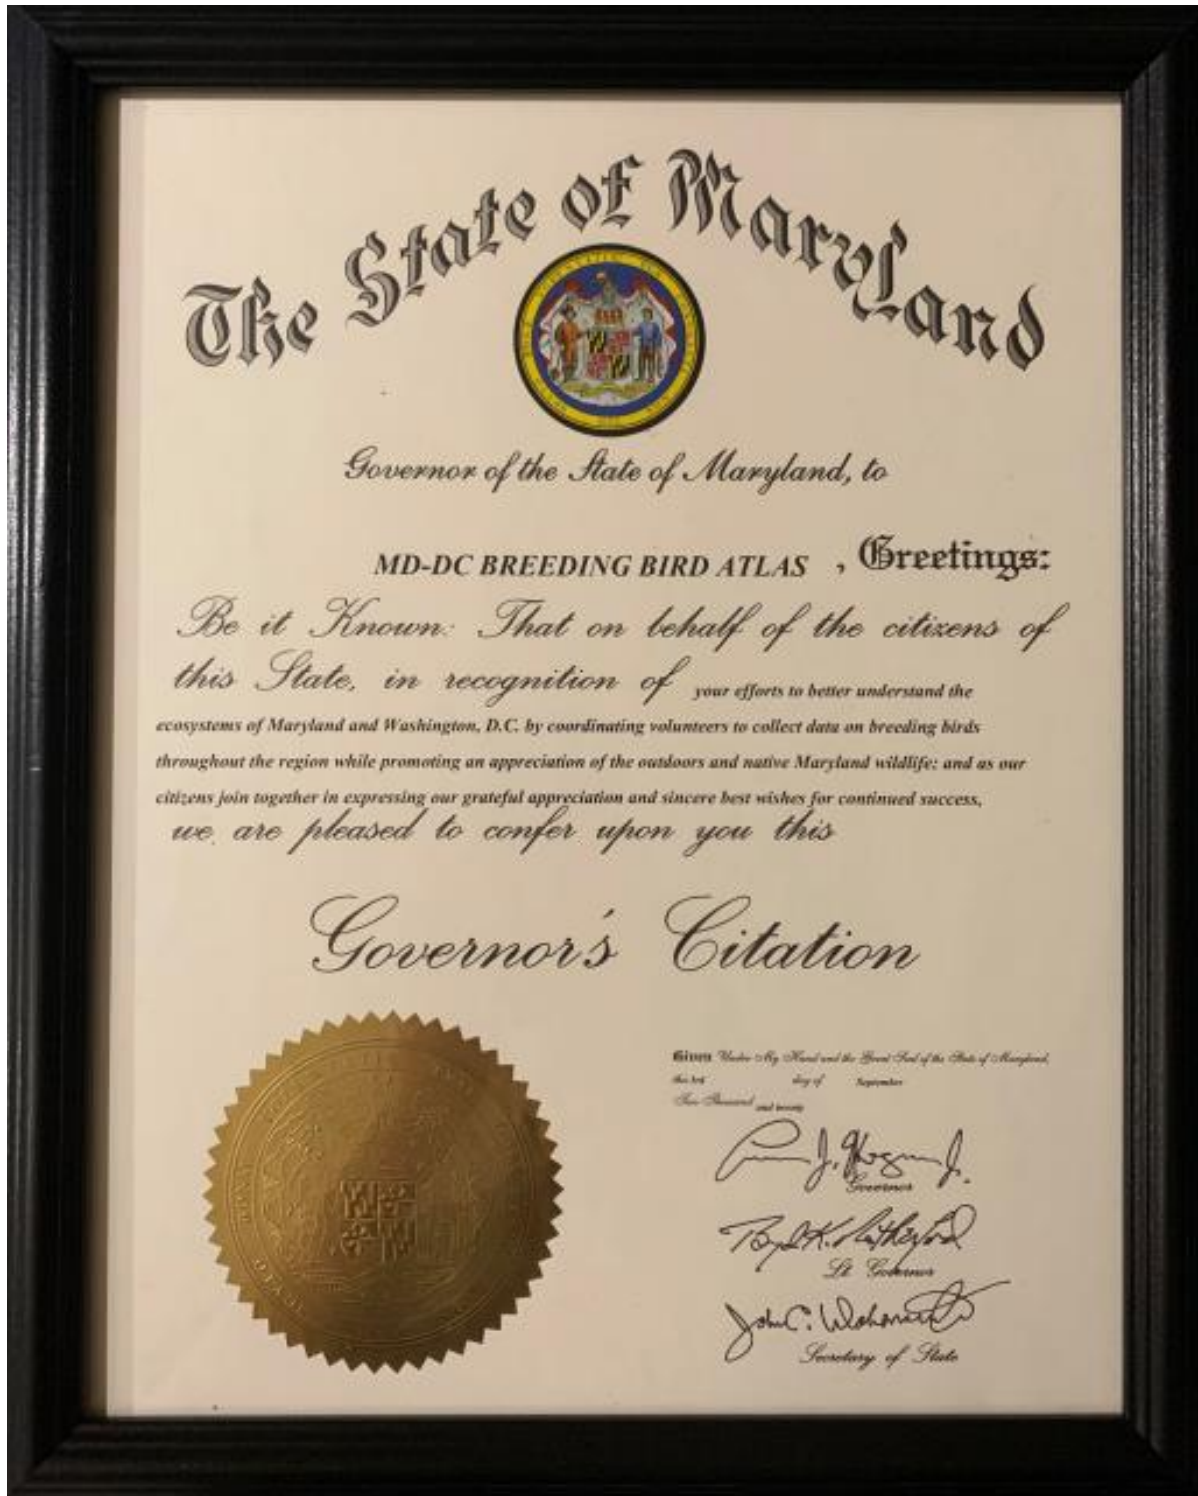 The State of Maryland
Governor of the State of Maryland, to
MD-DC BREEDING BIRD ATLAS , Greetings:
Be it Known: That on behalf of the citizens of
this State, in recognition of your efforts to better understand the
ecosystems of Maryland and Washington, D.C. by coordinating volunteers to collect data on breeding birds
throughout the region while promoting an appreciation of the outdoors and native Maryland wildlife; and as our
citizens join together in expressing our grateful appreciation and sincere best wishes for continued success,
we are pleased to confer upon you this
Governor's Citation
Given Under My Hand and the Great Seal of the State of Maryland,
this day of September
Two Thousand and twenty
Governor
Boyd K. Rutherford
Lt. Governor
John C.
Secretary of State